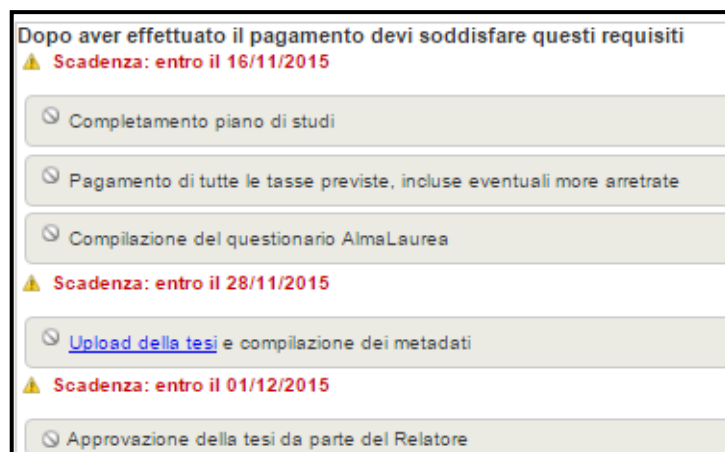 Dopo aver effettuato il pagamento devi soddisfare questi requisiti
Scadenza: entro il 16/11/2015
Completamento piano di studi
Pagamento di tutte le tasse previste, incluse eventuali more arretrate
Compilazione del questionario AlmaLaurea
Scadenza: entro il 28/11/2015
Upload della tesi e compilazione dei metadati
Scadenza: entro il 01/12/2015
Approvazione della tesi da parte del Relatore